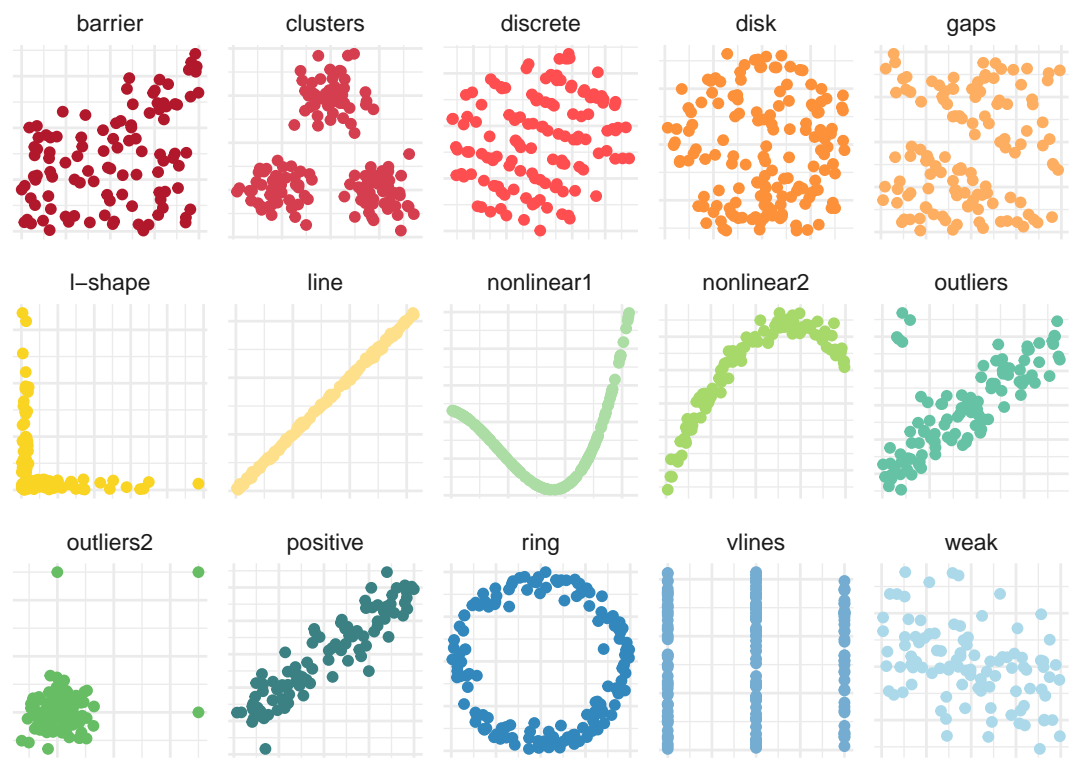 barrier clusters discrete disk gaps
l−shape line nonlinear1 nonlinear2 outliers
outliers2 positive ring vlines weak